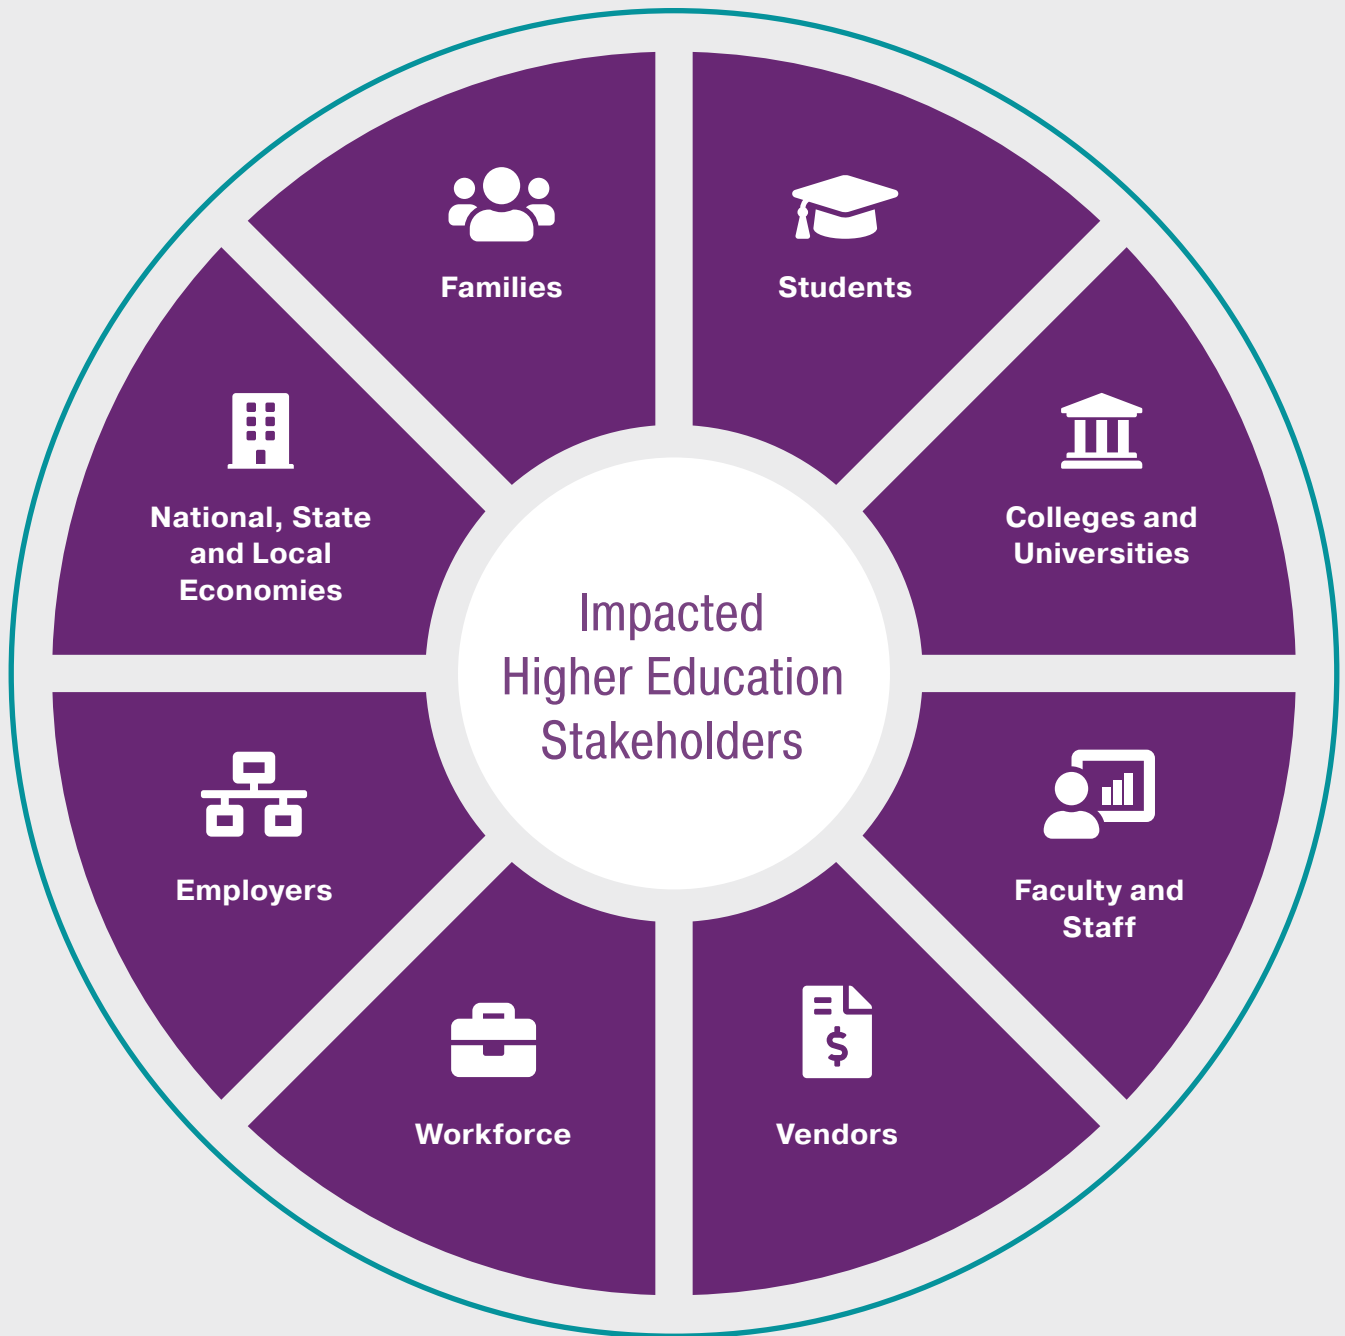 Families
Students
National, State
and Local
Economies
Colleges and
Universities
Impacted
Higher Education
Stakeholders
Employers
Faculty and
Staff
Workforce
$
Vendors